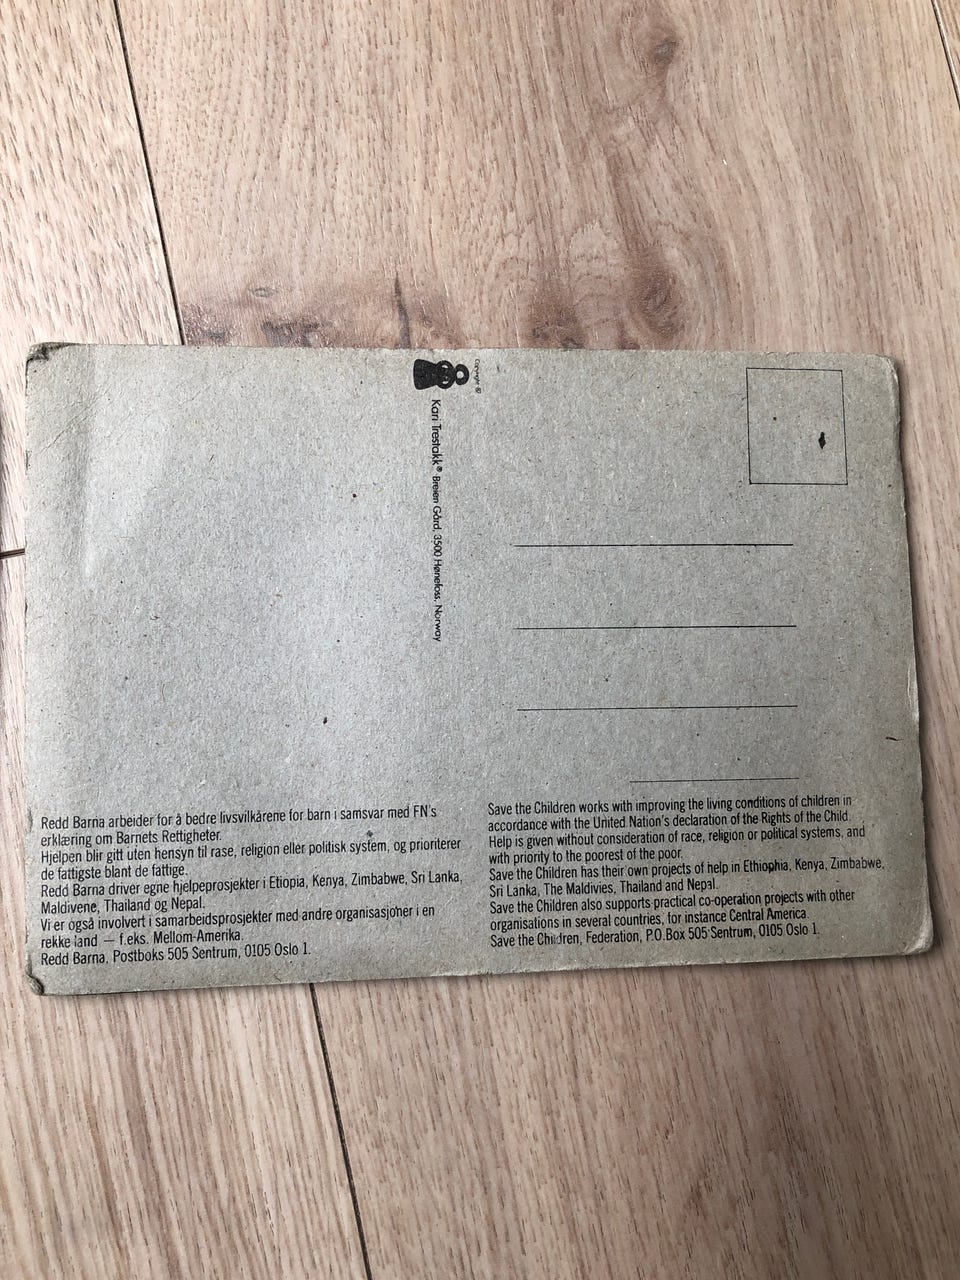 Copyright
Kari Trestakk® Breien Gård, 3500 Hønefoss, Norway
Redd Barna arbeider for å bedre livsvilkårene for barn i samsvar med FN's
erklæring om Barnets Rettigheter.
Hjelpen blir gitt uten hensyn til rase, religion eller politisk system, og prioriterer
de fattigste blant de fattige.
Redd Barna driver egne hjelpeprosjekter i Etiopia, Kenya, Zimbabwe, Sri Lanka,
Maldivene, Thailand og Nepal.
Vi er også involvert i samarbeidsprosjekter med andre organisasjoner i en
rekke land — f.eks. Mellom-Amerika.
Redd Barna, Postboks 505 Sentrum, 0105 Oslo 1.
Save the Children works with improving the living conditions of children in
accordance with the United Nation's declaration of the Rights of the Child.
Help is given without consideration of race, religion or political systems, and
with priority to the poorest of the poor.
Save the Children has their own projects of help in Ethiophia, Kenya, Zimbabwe,
Sri Lanka, The Maldivies, Thailand and Nepal.
Save the Children also supports practical co-operation projects with other
organisations in several countries, for instance Central America.
Save the Children, Federation, P.O.Box 505 Sentrum, 0105 Oslo 1.